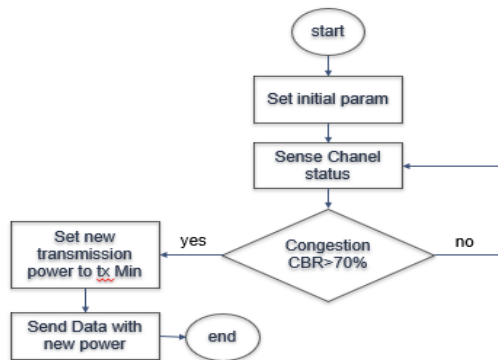 start
Set initial param
Sense Chanel
status
Congestion
CBR>70%
yes
no
Set new
transmission
power to tx Min
Send Data with
new power
end